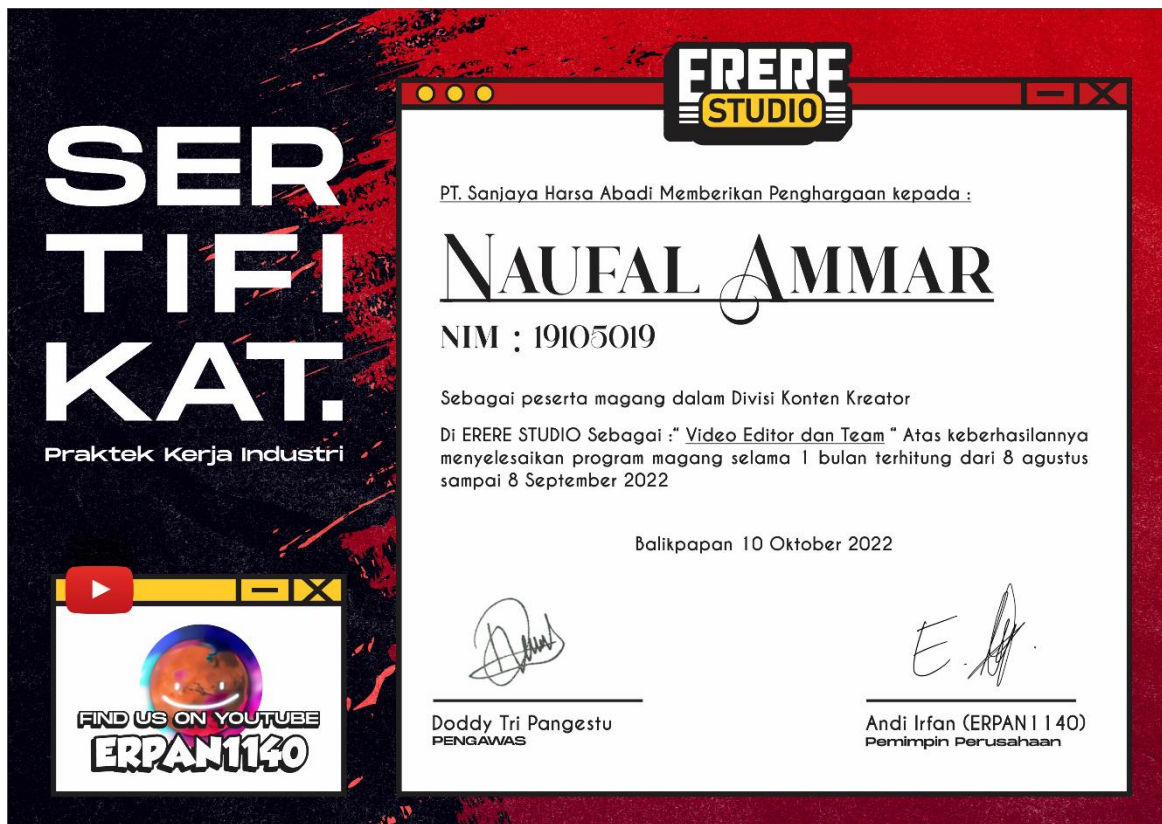 SER
TIFI
KAT.
Praktek Kerja Industri
FIND US ON YOUTUBE
ERPAN1140
ERERE
STUDIO
PT. Sanjaya Harsa Abadi Memberikan Penghargaan kepada :
NAUFAL AMMAR
NIM : 19105019
Sebagai peserta magang dalam Divisi Konten Kreator
Di ERERE STUDIO Sebagai :“ Video Editor dan Team “ Atas keberhasilannya
menyelesaikan program magang selama 1 bulan terhitung dari 8 agustus
sampai 8 September 2022
Balikpapan 10 Oktober 2022
Doddy Tri Pangestu
PENGAWAS
Andi Irfan (ERPAN1140)
Pemimpin Perusahaan